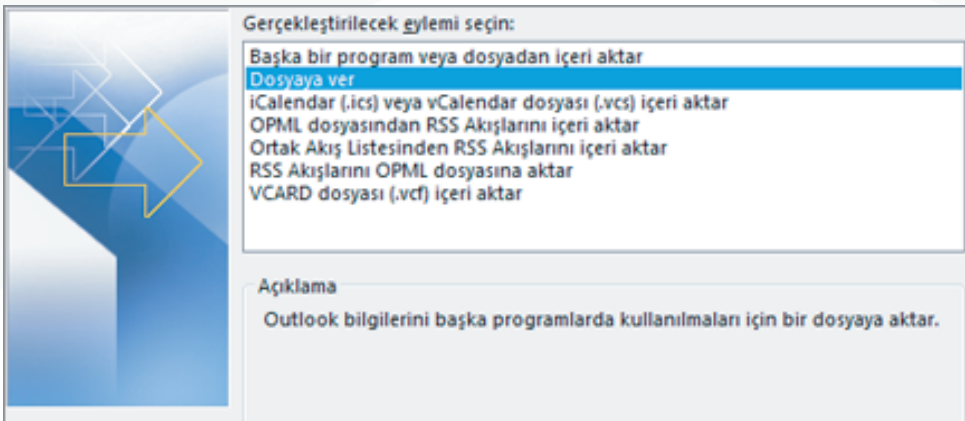 Gerçekleştirilecek eylemi seçin:
Başka bir program veya dosyadan içeri aktar
Dosyaya ver
iCalendar (.ics) veya vCalendar dosyası (.vcs) içeri aktar
OPML dosyasından RSS Akışlarını içeri aktar
Ortak Akış Listesinden RSS Akışlarını içeri aktar
RSS Akışlarını OPML dosyasına aktar
VCARD dosyası (.vcf) içeri aktar
Açıklama
Outlook bilgilerini başka programlarda kullanılmaları için bir dosyaya aktar.